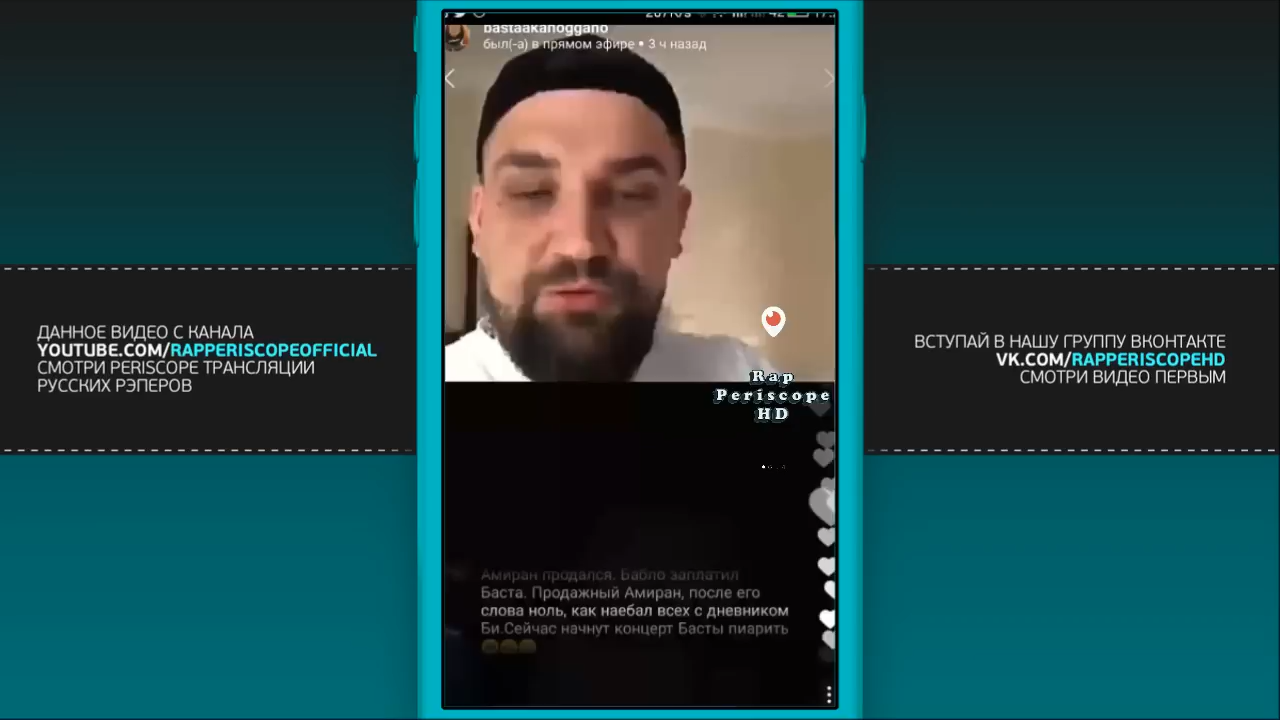 bastaakanoggano
был(-а) в прямом эфире • 3 ч назад
ДАННОЕ ВИДЕО С КАНАЛА
YOUTUBE.COM/RAPPERISCOPEOFFICIAL
СМОТРИ PERISCOPE ТРАНСЛЯЦИИ
РУССКИХ РЭПЕРОВ
ВСТУПАЙ В НАШУ ГРУППУ ВКОНТАКТЕ
VK.COM/RAPPERISCOPEHD
СМОТРИ ВИДЕО ПЕРВЫМ
Rap
Periscope
HD
Амиран продался. Бабло заплатил
Баста. Продажный Амиран, после его
слова ноль, как наебал всех с дневником
Би.Сейчас начнут концерт Басты пиарить